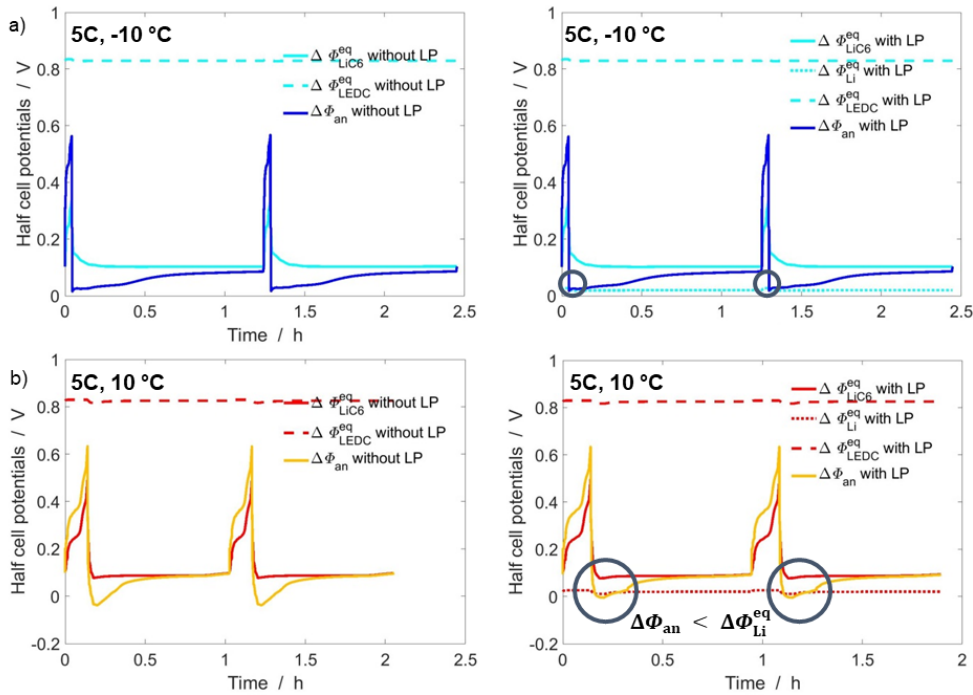 a)
5C, -10 °C
Δ Φ^eq_LiC6 without LP
Δ Φ^eq_LEDC without LP
ΔΦ_an without LP
Half cell potentials / V
1
0.8
0.6
0.4
0.2
0
-0.2
0 0.5 1 1.5 2 2.5
Time / h
5C, -10 °C
Δ Φ^eq_LiC6 with LP
Δ Φ^eq_Li with LP
Δ Φ^eq_LEDC with LP
ΔΦ_an with LP
Half cell potentials / V
1
0.8
0.6
0.4
0.2
0
-0.2
0 0.5 1 1.5 2 2.5
Time / h
b)
5C, 10 °C
Δ Φ^eq_LiC6 without LP
Δ Φ^eq_LEDC without LP
ΔΦ_an without LP
Half cell potentials / V
1
0.8
0.6
0.4
0.2
0
-0.2
0 0.5 1 1.5 2 2.5
Time / h
5C, 10 °C
Δ Φ^eq_LiC6 with LP
Δ Φ^eq_Li with LP
Δ Φ^eq_LEDC with LP
ΔΦ_an with LP
ΔΦ_an < ΔΦ^eq_Li
Half cell potentials / V
1
0.8
0.6
0.4
0.2
0
-0.2
0 0.5 1 1.5 2
Time / h